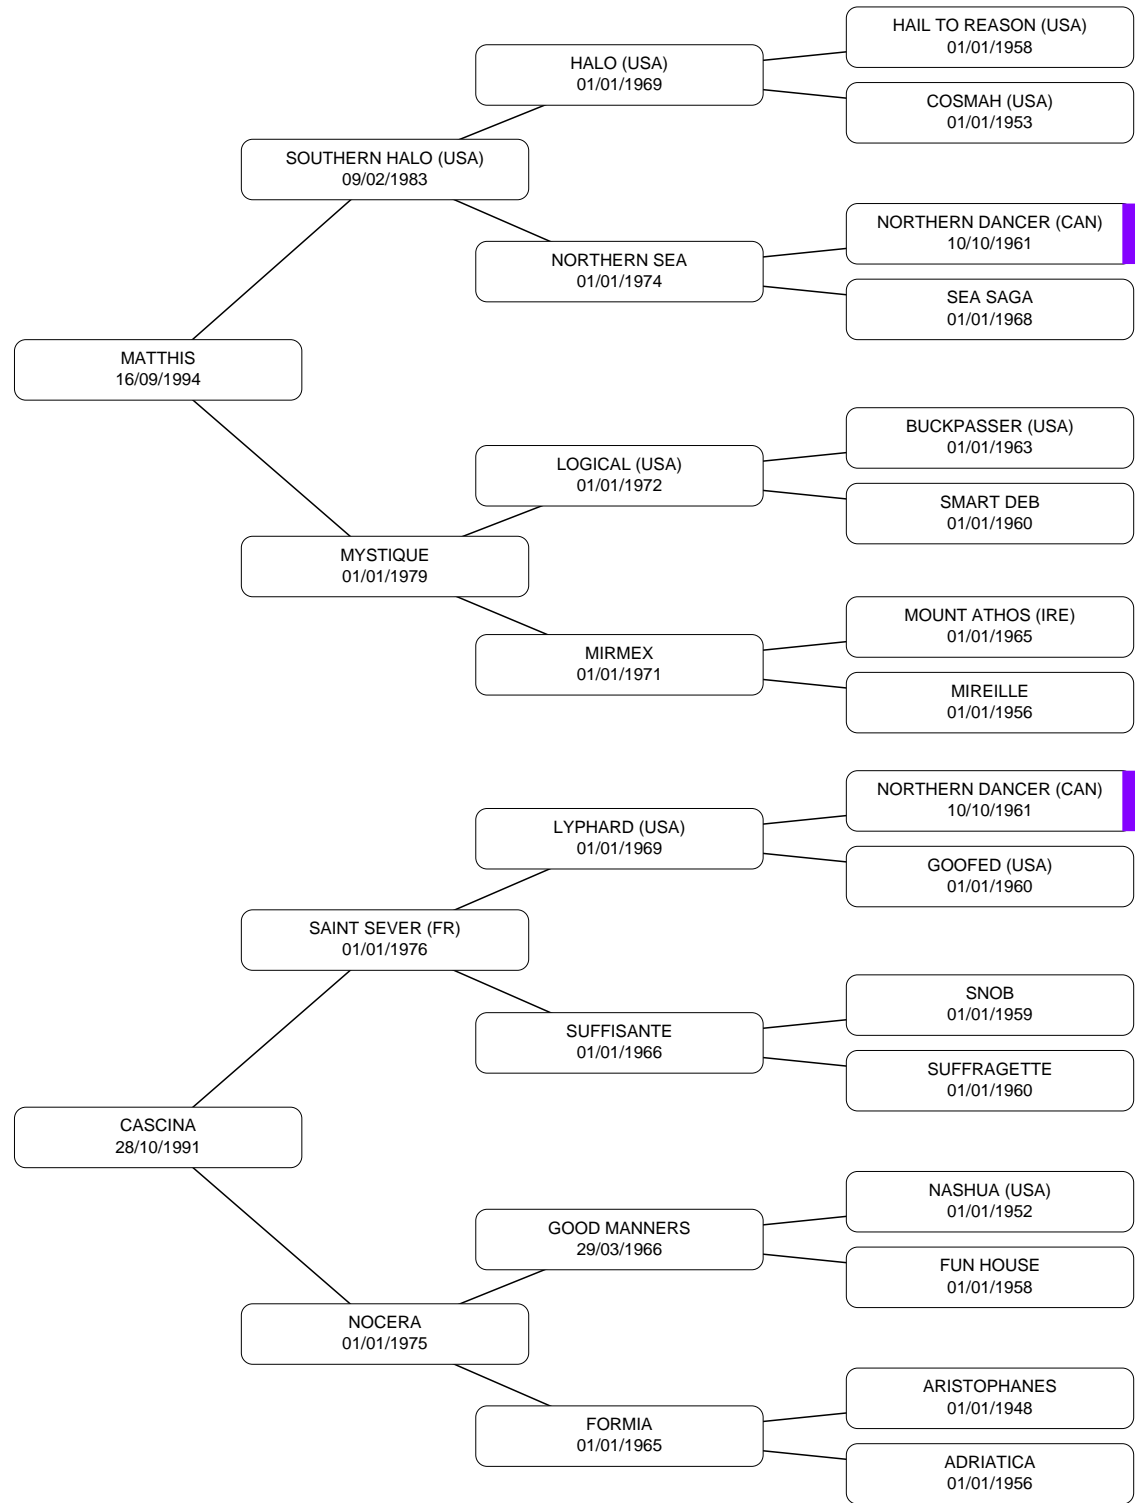 HAIL TO REASON (USA)
01/01/1958
HALO (USA)
01/01/1969
COSMAH (USA)
01/01/1953
SOUTHERN HALO (USA)
09/02/1983
NORTHERN DANCER (CAN)
10/10/1961
NORTHERN SEA
01/01/1974
SEA SAGA
01/01/1968
MATTHIS
16/09/1994
BUCKPASSER (USA)
01/01/1963
LOGICAL (USA)
01/01/1972
SMART DEB
01/01/1960
MYSTIQUE
01/01/1979
MOUNT ATHOS (IRE)
01/01/1965
MIRMEX
01/01/1971
MIREILLE
01/01/1956
NORTHERN DANCER (CAN)
10/10/1961
LYPHARD (USA)
01/01/1969
GOOFED (USA)
01/01/1960
SAINT SEVER (FR)
01/01/1976
SNOB
01/01/1959
SUFFISANTE
01/01/1966
SUFFRAGETTE
01/01/1960
CASCINA
28/10/1991
NASHUA (USA)
01/01/1952
GOOD MANNERS
29/03/1966
FUN HOUSE
01/01/1958
NOCERA
01/01/1975
ARISTOPHANES
01/01/1948
FORMIA
01/01/1965
ADRIATICA
01/01/1956